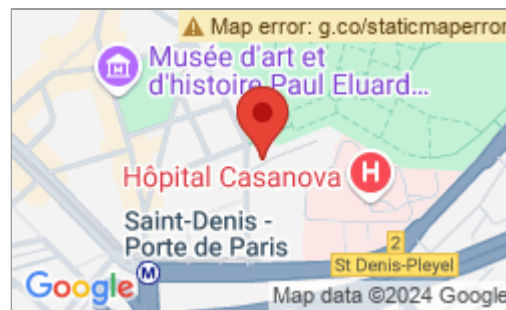 Map error: g.co/staticmaperror
Musée d'art et
d'histoire Paul Eluard...
Hôpital Casanova
H
Saint-Denis -
Porte de Paris
2
St Denis-Pleyel
M
Google
Map data ©2024 Google